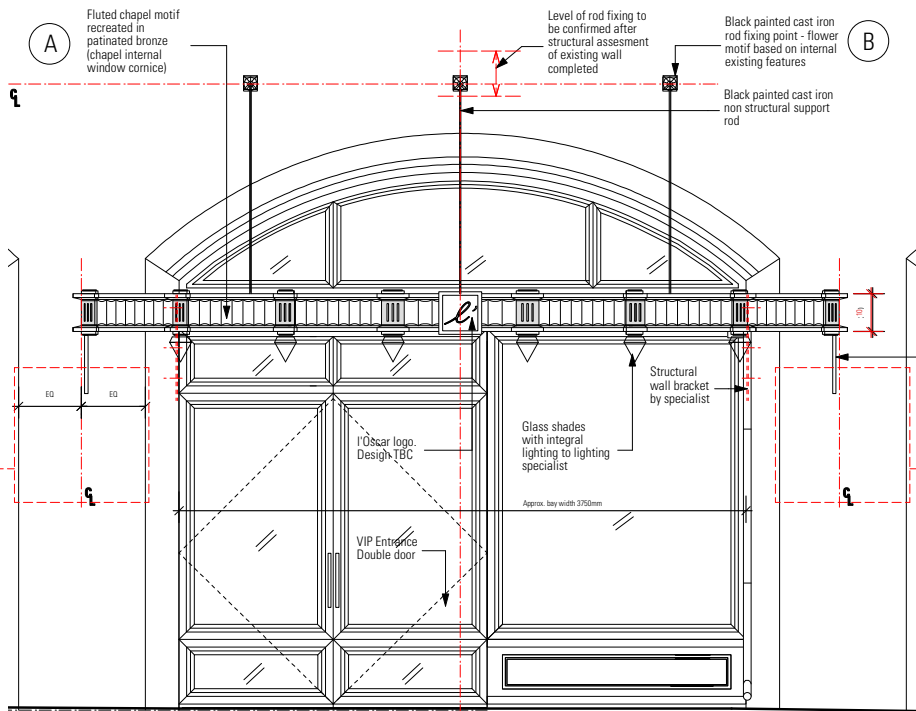 A
Fluted chapel motif
recreated in
patinated bronze
(chapel internal
window cornice)
Level of rod fixing to
be confirmed after
structural assesment
of existing wall
completed
Black painted cast iron
rod fixing point - flower
motif based on internal
existing features
B
Black painted cast iron
non structural support
rod
℄
l'
EQ
EQ
Structural
wall bracket
by specialist
l'Oscar logo.
Design TBC
Glass shades
with integral
lighting to lighting
specialist
℄
℄
Approx. bay width 3750mm
VIP Entrance
Double door